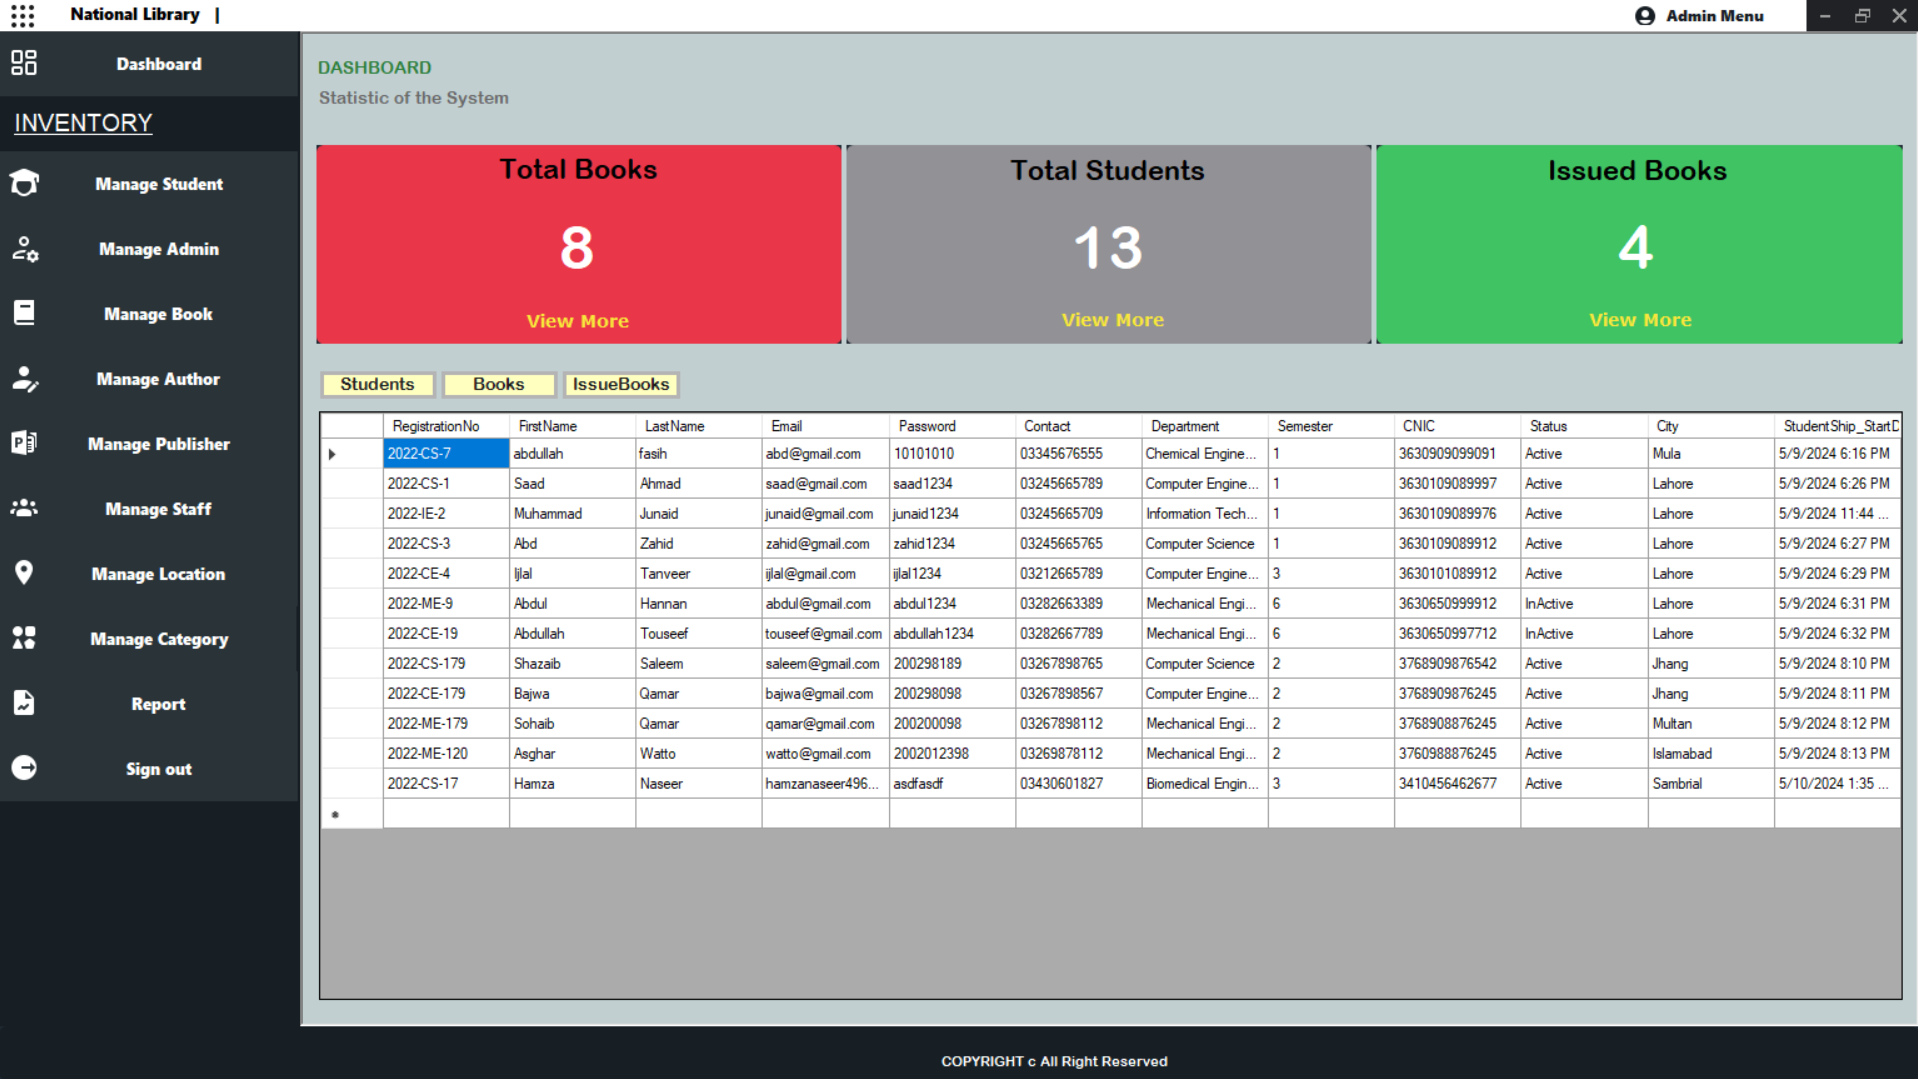 National Library |
Admin Menu
Dashboard
INVENTORY
Manage Student
Manage Admin
Manage Book
Manage Author
Manage Publisher
Manage Staff
Manage Location
Manage Category
Report
Sign out
DASHBOARD
Statistic of the System
Total Books
8
View More
Total Students
13
View More
Issued Books
4
View More
Students Books IssueBooks
RegistrationNo FirstName LastName Email Password Contact Department Semester CNIC Status City StudentShip_StartD
2022-CS-7 abdullah fasih abd@gmail.com 10101010 03345676555 Chemical Engine... 1 3630909099091 Active Mula 5/9/2024 6:16 PM
2022-CS-1 Saad Ahmad saad@gmail.com saad1234 03245665789 Computer Engine... 1 3630109089997 Active Lahore 5/9/2024 6:26 PM
2022-IE-2 Muhammad Junaid junaid@gmail.com junaid1234 03245665709 Information Tech... 1 3630109089976 Active Lahore 5/9/2024 11:44 ...
2022-CS-3 Abd Zahid zahid@gmail.com zahid1234 03245665765 Computer Science 1 3630109089912 Active Lahore 5/9/2024 6:27 PM
2022-CE-4 Ijlal Tanveer ijlal@gmail.com ijlal1234 03212665789 Computer Engine... 3 3630101089912 Active Lahore 5/9/2024 6:29 PM
2022-ME-9 Abdul Hannan abdul@gmail.com abdul1234 03282663389 Mechanical Engi... 6 3630650999912 InActive Lahore 5/9/2024 6:31 PM
2022-CE-19 Abdullah Touseef touseef@gmail.com abdullah1234 03282667789 Mechanical Engi... 6 3630650997712 InActive Lahore 5/9/2024 6:32 PM
2022-CS-179 Shazaib Saleem saleem@gmail.com 200298189 03267898765 Computer Science 2 3768909876542 Active Jhang 5/9/2024 8:10 PM
2022-CE-179 Bajwa Qamar bajwa@gmail.com 200298098 03267898567 Computer Engine... 2 3768909876245 Active Jhang 5/9/2024 8:11 PM
2022-ME-179 Sohaib Qamar qamar@gmail.com 200200098 03267898112 Mechanical Engi... 2 3768908876245 Active Multan 5/9/2024 8:12 PM
2022-ME-120 Asghar Watto watto@gmail.com 2002012398 03269878112 Mechanical Engi... 2 3760988876245 Active Islamabad 5/9/2024 8:13 PM
2022-CS-17 Hamza Naseer hamzanaseer496... asdfasdf 03430601827 Biomedical Engin... 3 3410456462677 Active Sambrial 5/10/2024 1:35 ...
COPYRIGHT c All Right Reserved